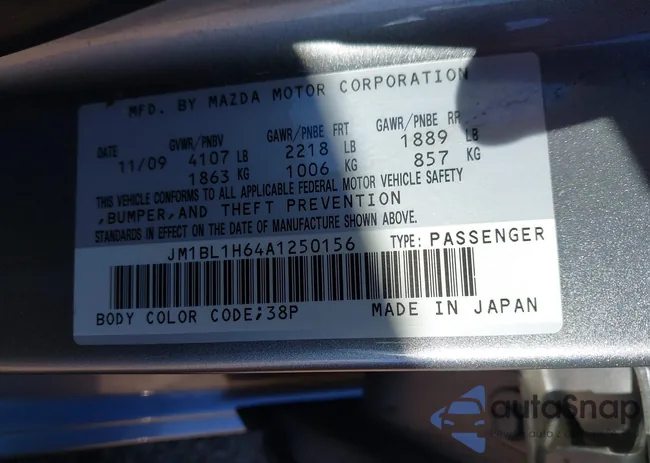 MFD. BY MAZDA MOTOR CORPORATION
DATE GVWR/PNBV GAWR/PNBE FRT GAWR/PNBE RR
11/09 4107 LB 2218 LB 1889 LB
1863 KG 1006 KG 857 KG
THIS VEHICLE CONFORMS TO ALL APPLICABLE FEDERAL MOTOR VEHICLE SAFETY
,BUMPER,AND THEFT PREVENTION
STANDARDS IN EFFECT ON THE DATE OF MANUFACTURE SHOWN ABOVE.
JM1BL1H64A1250156 TYPE: PASSENGER
BODY COLOR CODE;38P MADE IN JAPAN
autoSnap